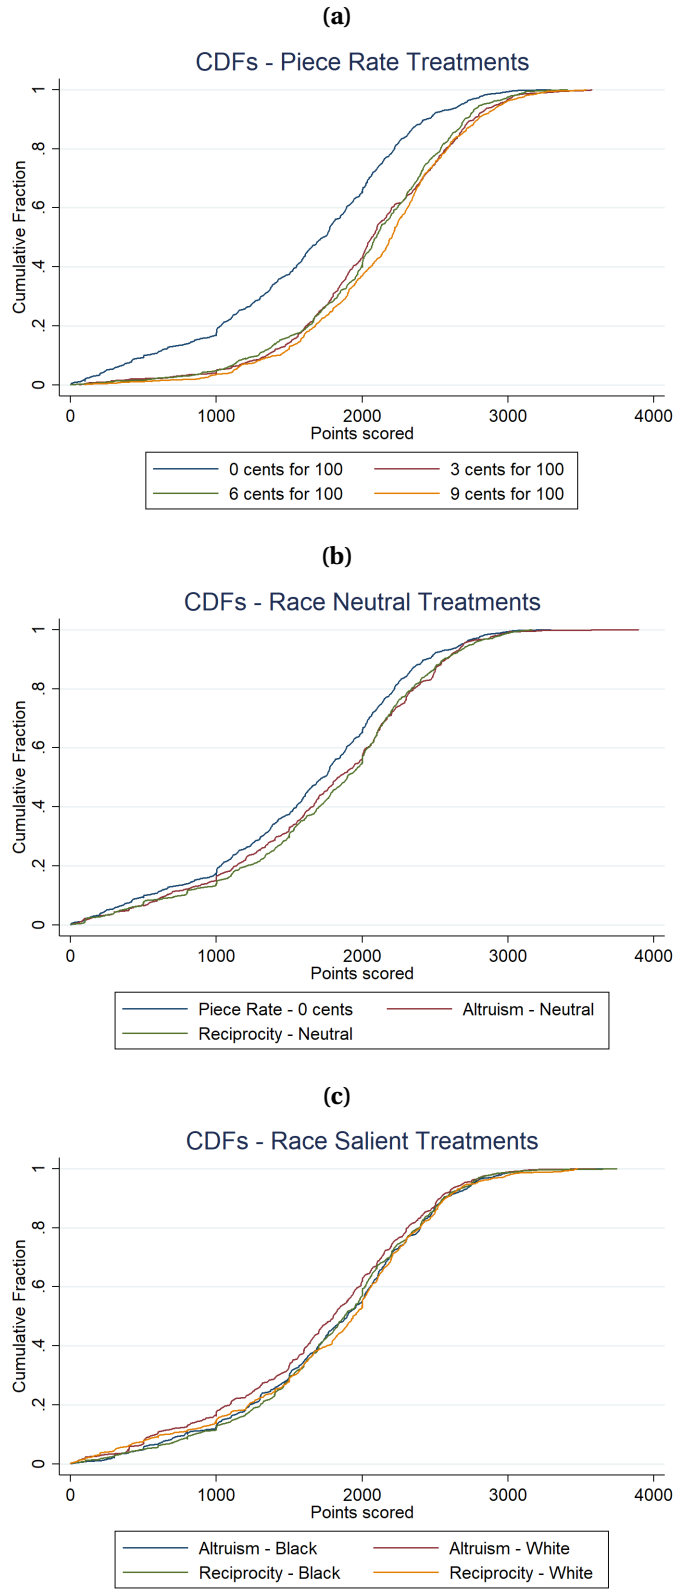 (a)
CDFs - Piece Rate Treatments
Cumulative Fraction
1
.8
.6
.4
.2
0
0 1000 2000 3000 4000
Points scored
0 cents for 100 3 cents for 100
6 cents for 100 9 cents for 100
(b)
CDFs - Race Neutral Treatments
Cumulative Fraction
1
.8
.6
.4
.2
0
0 1000 2000 3000 4000
Points scored
Piece Rate - 0 cents Altruism - Neutral
Reciprocity - Neutral
(c)
CDFs - Race Salient Treatments
Cumulative Fraction
1
.8
.6
.4
.2
0
0 1000 2000 3000 4000
Points scored
Altruism - Black Altruism - White
Reciprocity - Black Reciprocity - White